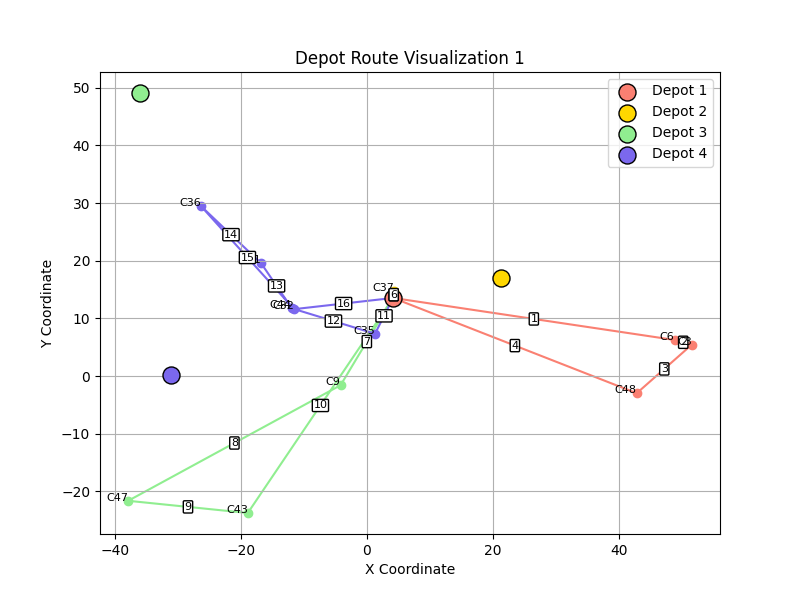 Depot Route Visualization 1
Depot 1
Depot 2
Depot 3
Depot 4
Y Coordinate
50
40
30
20
10
0
−10
−20
−40
−20
0
20
40
X Coordinate
C36
14
15
13
C37
6
16
11
12
C35
7
1
C6
4
3
C48
C9
10
8
C47
9
C43